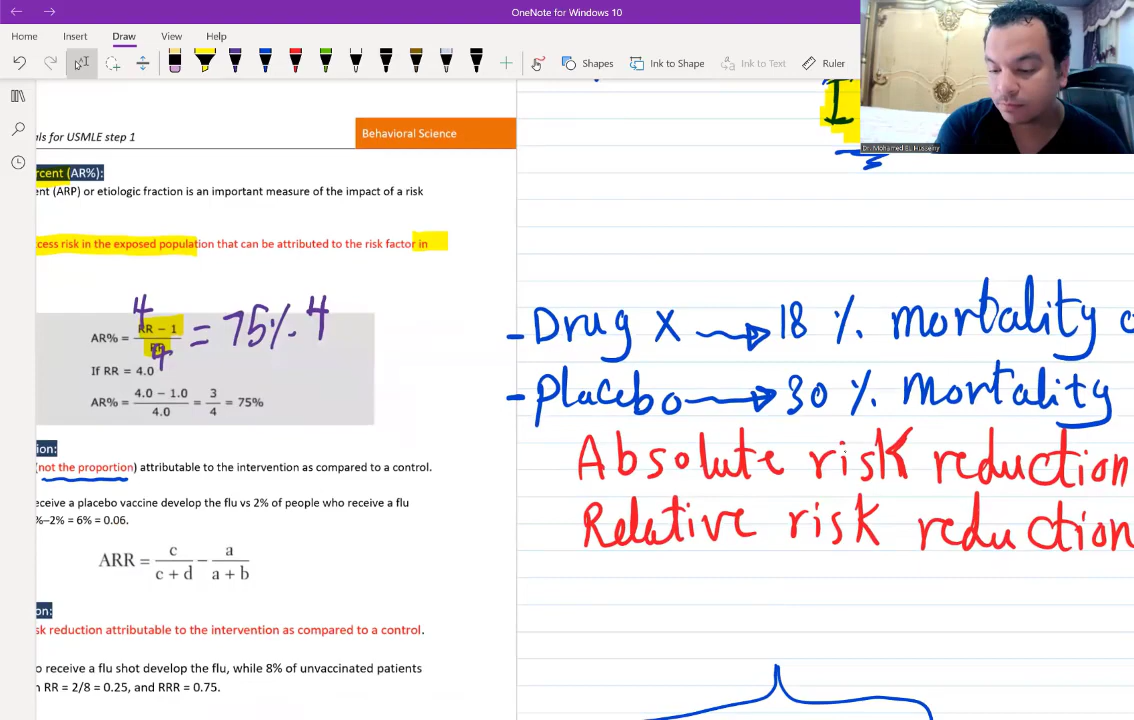 OneNote for Windows 10
Home Insert Draw View Help
Shapes Ink to Shape Ink to Text Ruler
Dr. Mohamed EL Husseiny
als for USMLE step 1
Behavioral Science
rcent (AR%):
ent (ARP) or etiologic fraction is an important measure of the impact of a risk
cess risk in the exposed population that can be attributed to the risk factor in
4
AR% = RR − 1 / RR = 75% 4
4
If RR = 4.0
AR% = 4.0 − 1.0 / 4.0 = 3 / 4 = 75%
ion:
(not the proportion) attributable to the intervention as compared to a control.
eceive a placebo vaccine develop the flu vs 2% of people who receive a flu
%–2% = 6% = 0.06.
ARR = c / c + d − a / a + b
on:
sk reduction attributable to the intervention as compared to a control.
o receive a flu shot develop the flu, while 8% of unvaccinated patients
n RR = 2/8 = 0.25, and RRR = 0.75.
I
- Drug X → 18 % mortality
- Placebo → 30 % Mortality
Absolute risk reduction
Relative risk reduction